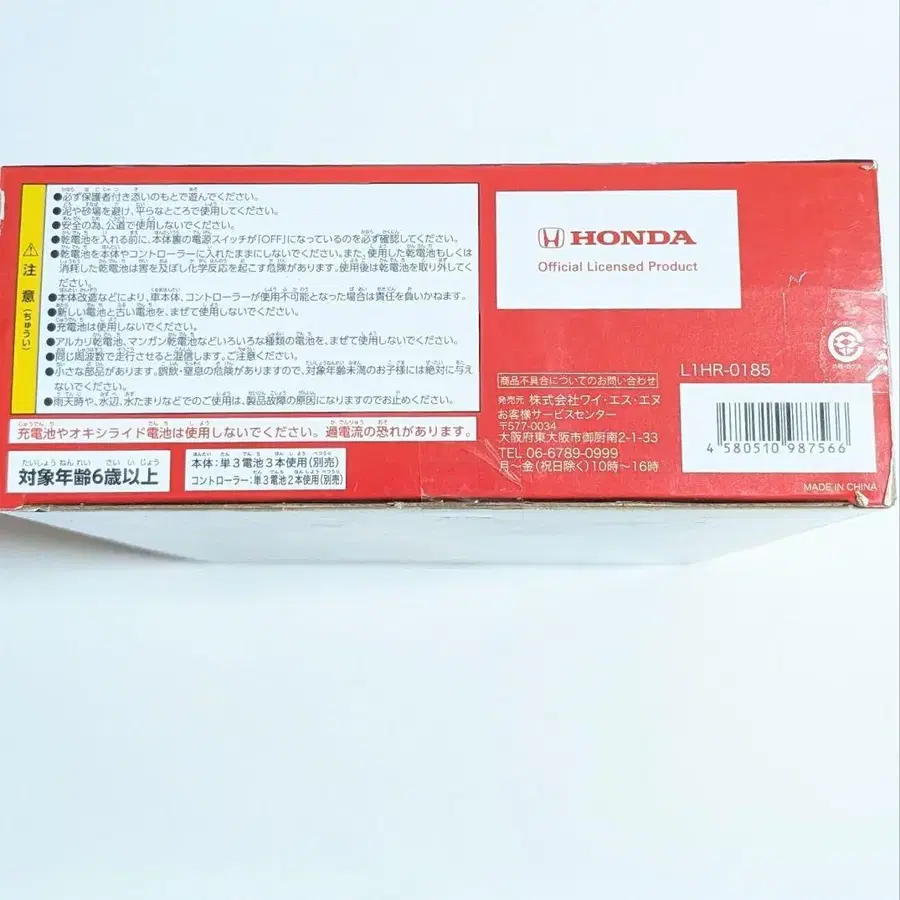 注意(ちゅうい)
●必ず保護者付き添いのもとで遊んでください。
●泥や砂場を避け、平らなところで使用してください。
●安全の為、公道で使用しないでください。
●乾電池を入れる前に、本体裏の電源スイッチが「OFF」になっているのを必ず確認してください。
●乾電池を本体やコントローラーに入れたままにしないでください。また、使用した乾電池もしくは
消耗した乾電池は害を及ぼし化学反応を起こす危険があります。使用後は乾電池を取り外してく
ださい。
●本体改造などにより、車本体、コントローラーが使用不可能となった場合は責任を負いかねます。
●新しい電池と古い電池を、まぜて使用しないでください。
●充電池は使用しないでください。
●アルカリ乾電池、マンガン乾電池などいろいろな種類の電池を、まぜて使用しないでください。
●同じ周波数で走行させると混信します。ご注意ください。
●小さな部品があります。誤飲・窒息の危険がありますので、対象年齢未満のお子様には絶対に与え
ないでください。
●雨天時や、水辺、水たまりなどでのご使用は、製品故障の原因になりますのでお止めください。
充電池やオキシライド電池は使用しないでください。過電流の恐れがあります。
対象年齢6歳以上
本体：単3電池3本使用(別売)
コントローラー：単3電池2本使用(別売)
HONDA
Official Licensed Product
商品不具合についてのお問い合わせ
発売元 株式会社ワイ・エス・エヌ
お客様サービスセンター
〒577-0034
大阪府東大阪市御厨南2-1-33
TEL 06-6789-0999
月～金(祝日除く)10時～16時
L1HR-0185
4 580510 987566
MADE IN CHINA